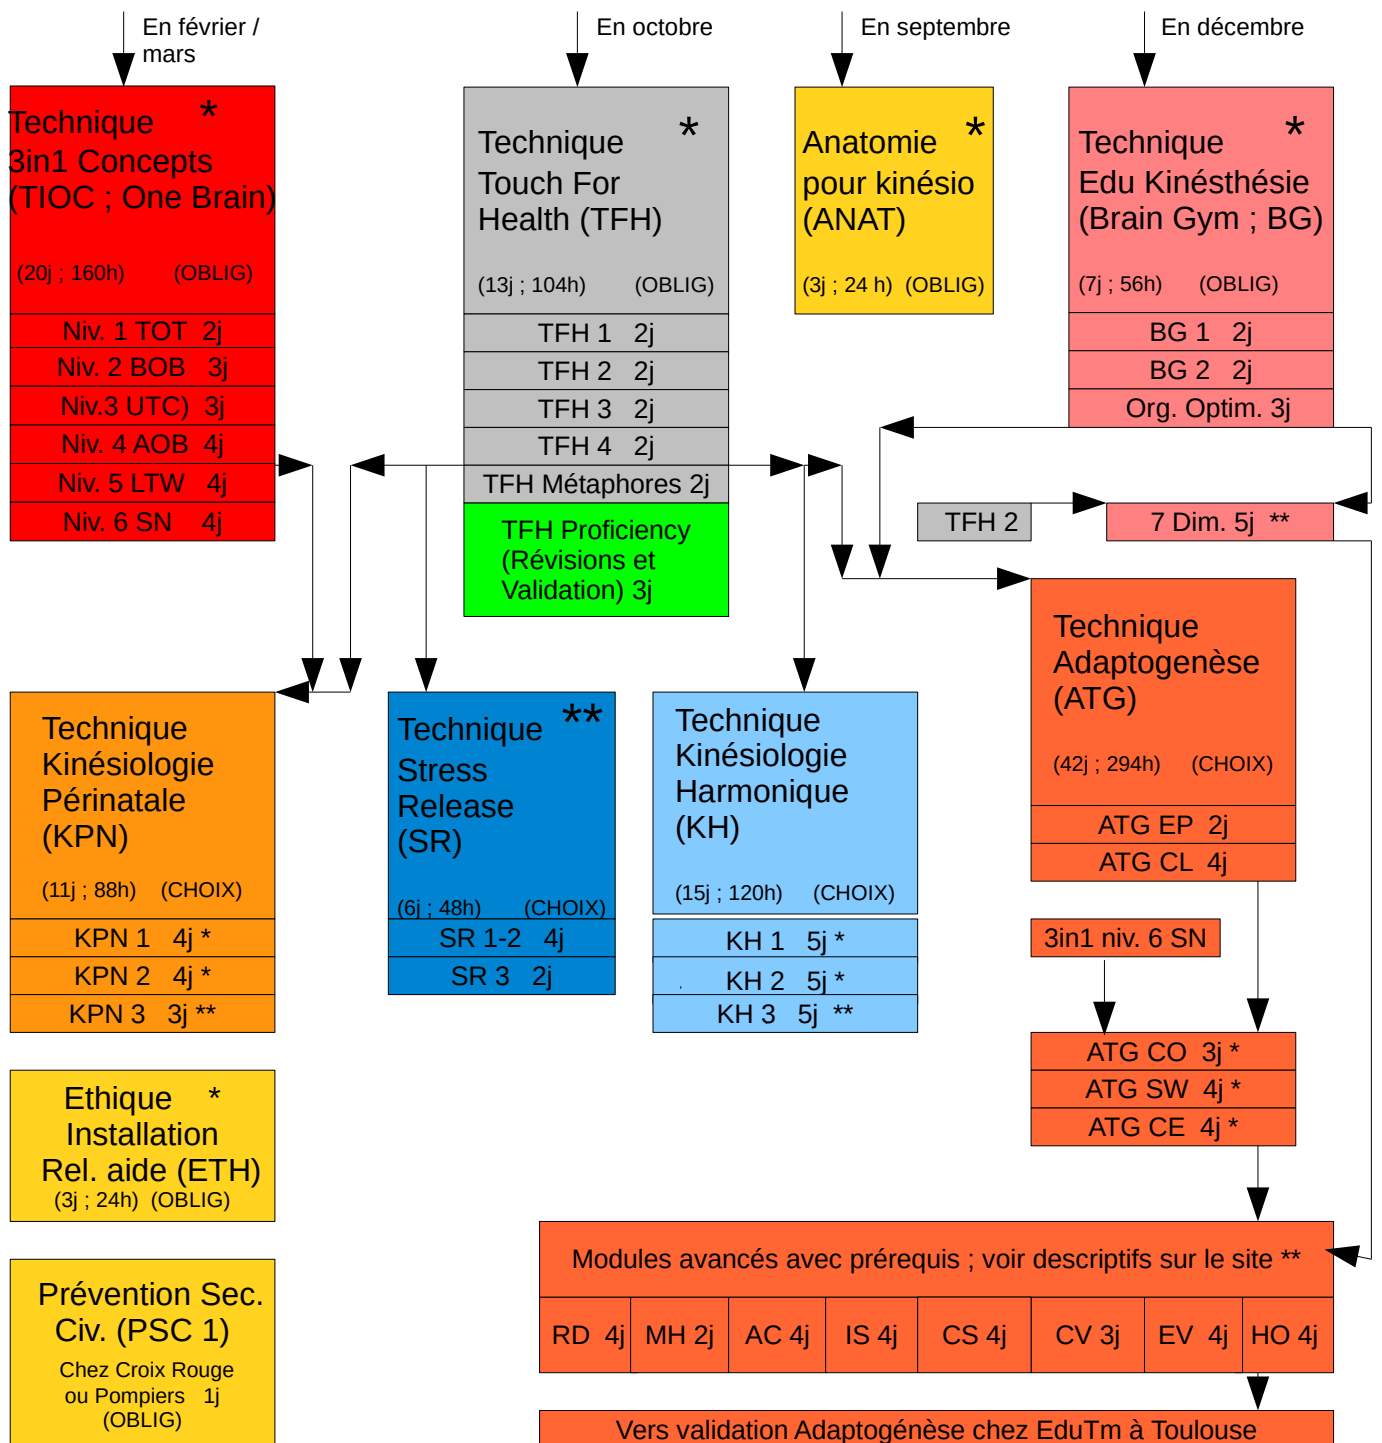 En février /
mars
En octobre
En septembre
En décembre
Technique *
3in1 Concepts
(TIOC ; One Brain)
(20j ; 160h) (OBLIG)
Niv. 1 TOT 2j
Niv. 2 BOB 3j
Niv.3 UTC) 3j
Niv. 4 AOB 4j
Niv. 5 LTW 4j
Niv. 6 SN 4j
Technique *
Touch For
Health (TFH)
(13j ; 104h) (OBLIG)
TFH 1 2j
TFH 2 2j
TFH 3 2j
TFH 4 2j
TFH Métaphores 2j
TFH Proficiency
(Révisions et
Validation) 3j
Anatomie *
pour kinésio
(ANAT)
(3j ; 24 h) (OBLIG)
Technique *
Edu Kinésthésie
(Brain Gym ; BG)
(7j ; 56h) (OBLIG)
BG 1 2j
BG 2 2j
Org. Optim. 3j
TFH 2
7 Dim. 5j **
Technique
Kinésiologie
Périnatale
(KPN)
(11j ; 88h) (CHOIX)
KPN 1 4j *
KPN 2 4j *
KPN 3 3j **
Technique **
Stress
Release
(SR)
(6j ; 48h) (CHOIX)
SR 1-2 4j
SR 3 2j
Technique
Kinésiologie
Harmonique
(KH)
(15j ; 120h) (CHOIX)
KH 1 5j *
. KH 2 5j *
KH 3 5j **
Technique
Adaptogenèse
(ATG)
(42j ; 294h) (CHOIX)
ATG EP 2j
ATG CL 4j
3in1 niv. 6 SN
ATG CO 3j *
ATG SW 4j *
ATG CE 4j *
Ethique *
Installation
Rel. aide (ETH)
(3j ; 24h) (OBLIG)
Prévention Sec.
Civ. (PSC 1)
Chez Croix Rouge
ou Pompiers 1j
(OBLIG)
Modules avancés avec prérequis ; voir descriptifs sur le site **
RD 4j MH 2j AC 4j IS 4j CS 4j CV 3j EV 4j HO 4j
Vers validation Adaptogénèse chez EduTm à Toulouse